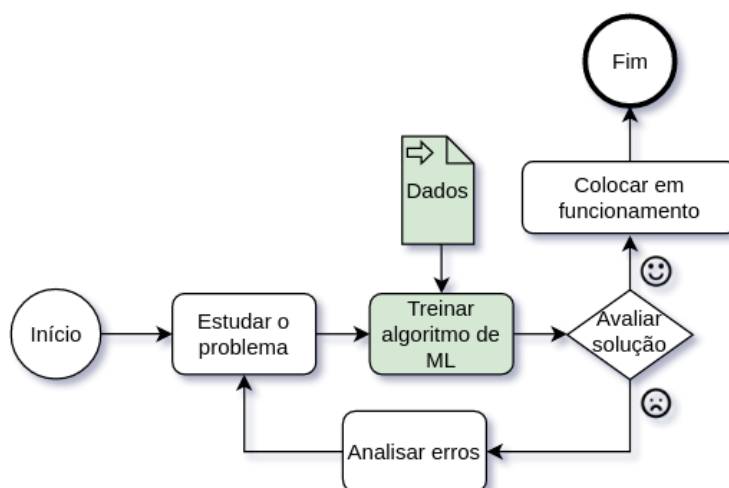 Fim
Dados
Colocar em
funcionamento
Início
Estudar o
problema
Treinar
algoritmo de
ML
Avaliar
solução
Analisar erros